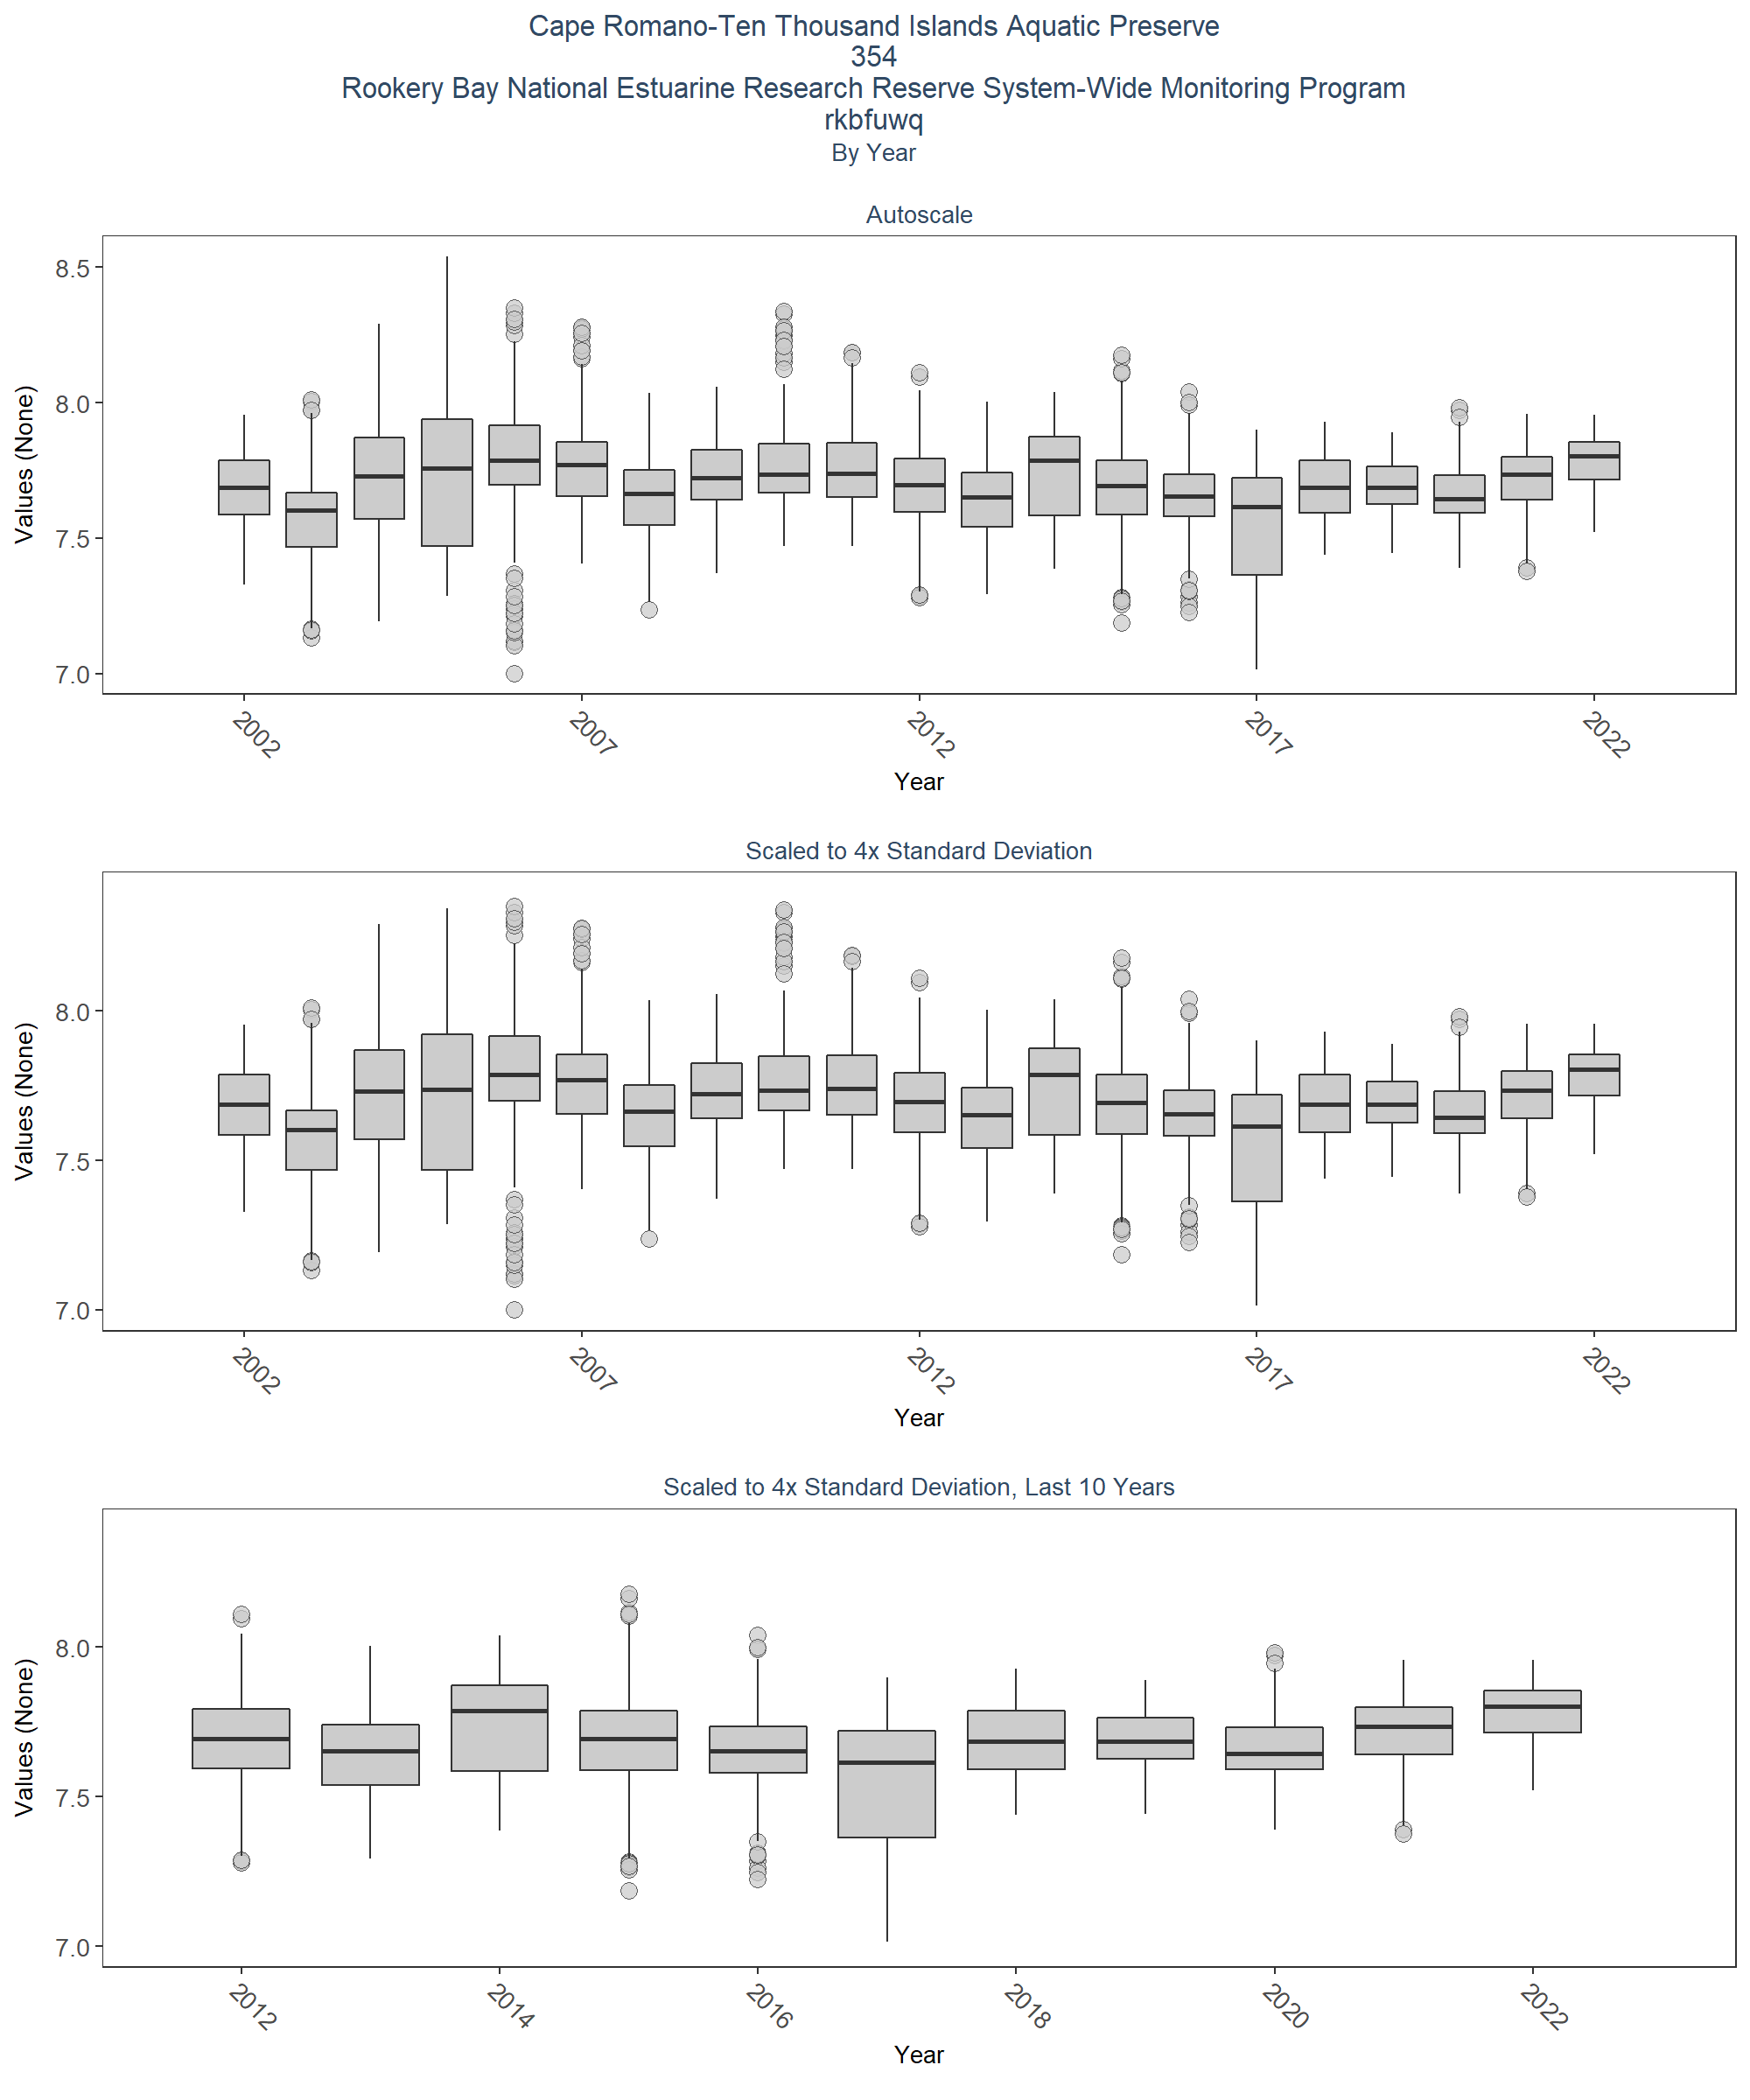 Cape Romano-Ten Thousand Islands Aquatic Preserve
354
Rookery Bay National Estuarine Research Reserve System-Wide Monitoring Program
rkbfuwq
By Year
Autoscale
Values (None)
8.5
8.0
7.5
7.0
2002
2007
2012
2017
2022
Year
Scaled to 4x Standard Deviation
Values (None)
8.0
7.5
7.0
2002
2007
2012
2017
2022
Year
Scaled to 4x Standard Deviation, Last 10 Years
Values (None)
8.0
7.5
7.0
2012
2014
2016
2018
2020
2022
Year